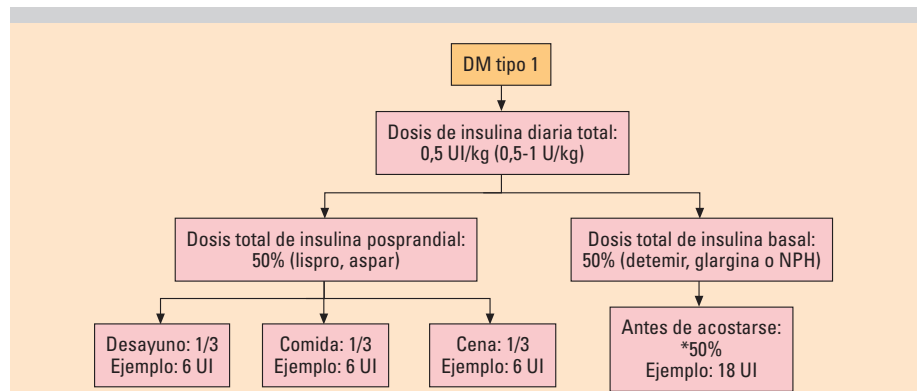 DM tipo 1
Dosis de insulina diaria total:
0,5 UI/kg (0,5-1 U/kg)
Dosis total de insulina posprandial:
50% (lispro, aspar)
Dosis total de insulina basal:
50% (detemir, glargina o NPH)
Desayuno: 1/3
Ejemplo: 6 UI
Comida: 1/3
Ejemplo: 6 UI
Cena: 1/3
Ejemplo: 6 UI
Antes de acostarse:
*50%
Ejemplo: 18 UI